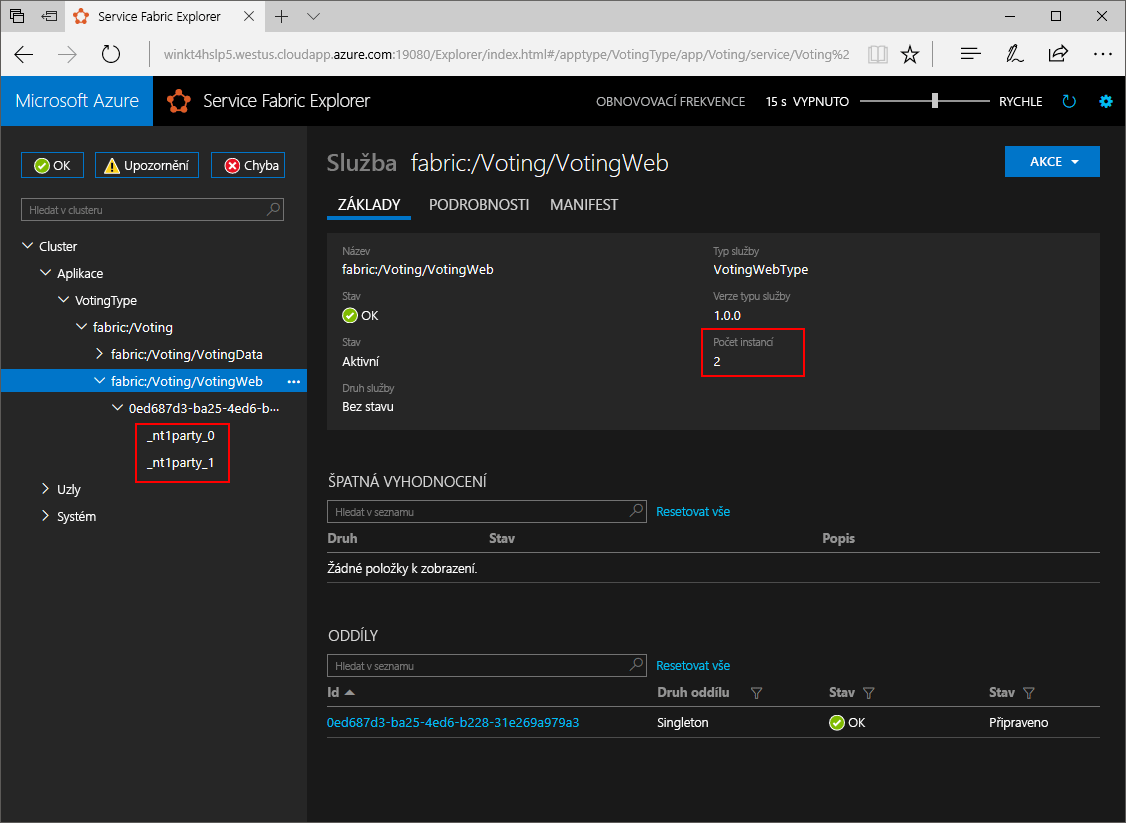 Service Fabric Explorer
winkt4hslp5.westus.cloudapp.azure.com:19080/Explorer/index.html#/apptype/VotingType/app/Voting/service/Voting%2
Microsoft Azure
Service Fabric Explorer
OBNOVOVACÍ FREKVENCE 15 s VYPNUTO RYCHLE
OK Upozornění Chyba
Hledat v clusteru
Cluster
Aplikace
VotingType
fabric:/Voting
fabric:/Voting/VotingData
fabric:/Voting/VotingWeb ...
0ed687d3-ba25-4ed6-b...
_nt1party_0
_nt1party_1
Uzly
Systém
Služba fabric:/Voting/VotingWeb
AKCE
ZÁKLADY PODROBNOSTI MANIFEST
Název
fabric:/Voting/VotingWeb
Stav
OK
Stav
Aktivní
Druh služby
Bez stavu
Typ služby
VotingWebType
Verze typu služby
1.0.0
Počet instancí
2
ŠPATNÁ VYHODNOCENÍ
Hledat v seznamu Resetovat vše
Druh Stav Popis
Žádné položky k zobrazení.
ODDÍLY
Hledat v seznamu Resetovat vše
Id Druh oddílu Stav Stav
0ed687d3-ba25-4ed6-b228-31e269a979a3 Singleton OK Připraveno